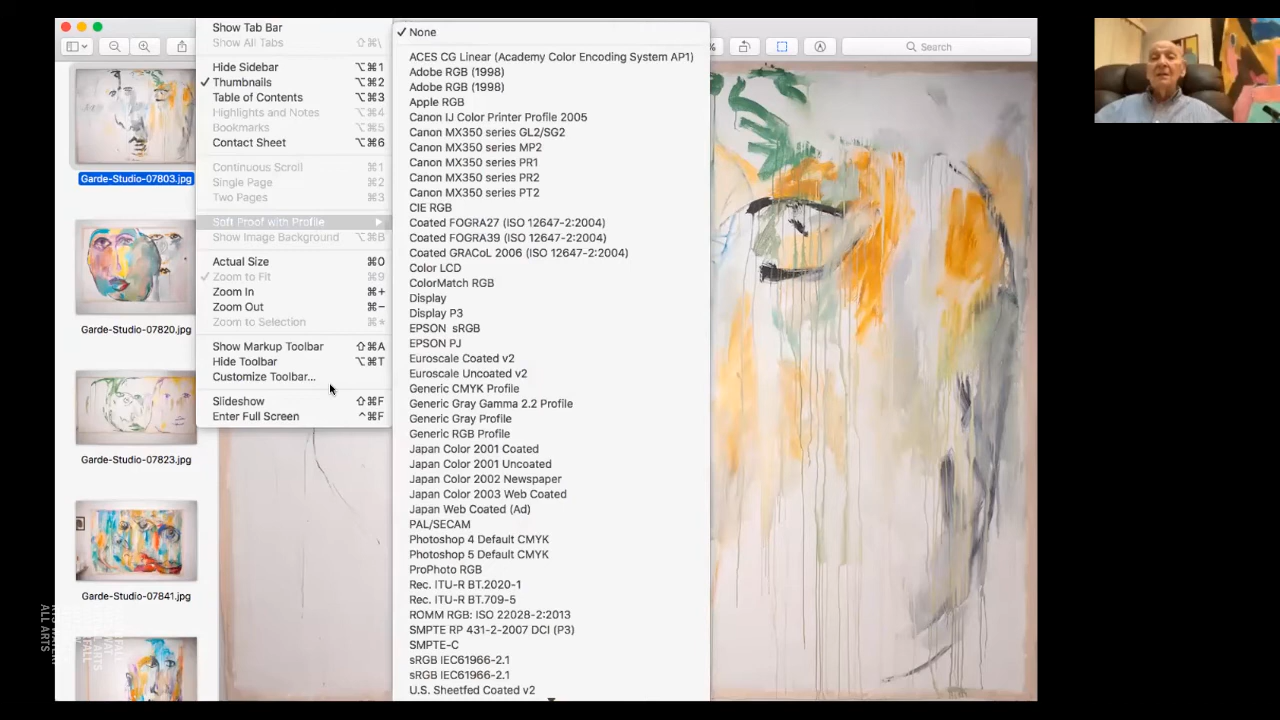 Show Tab Bar
Show All Tabs ⇧⌘\
Hide Sidebar ⌥⌘1
✓ Thumbnails ⌥⌘2
Table of Contents ⌥⌘3
Highlights and Notes ⌥⌘4
Bookmarks ⌥⌘5
Contact Sheet ⌥⌘6
Continuous Scroll ⌘1
Single Page ⌘2
Two Pages ⌘3
Soft Proof with Profile
Show Image Background ⌥⌘B
Actual Size ⌘0
✓ Zoom to Fit ⌘9
Zoom In ⌘+
Zoom Out ⌘−
Zoom to Selection ⌘*
Show Markup Toolbar ⇧⌘A
Hide Toolbar ⌥⌘T
Customize Toolbar...
Slideshow ⇧⌘F
Enter Full Screen ^⌘F
✓ None
ACES CG Linear (Academy Color Encoding System AP1)
Adobe RGB (1998)
Adobe RGB (1998)
Apple RGB
Canon IJ Color Printer Profile 2005
Canon MX350 series GL2/SG2
Canon MX350 series MP2
Canon MX350 series PR1
Canon MX350 series PR2
Canon MX350 series PT2
CIE RGB
Coated FOGRA27 (ISO 12647-2:2004)
Coated FOGRA39 (ISO 12647-2:2004)
Coated GRACoL 2006 (ISO 12647-2:2004)
Color LCD
ColorMatch RGB
Display
Display P3
EPSON sRGB
EPSON PJ
Euroscale Coated v2
Euroscale Uncoated v2
Generic CMYK Profile
Generic Gray Gamma 2.2 Profile
Generic Gray Profile
Generic RGB Profile
Japan Color 2001 Coated
Japan Color 2001 Uncoated
Japan Color 2002 Newspaper
Japan Color 2003 Web Coated
Japan Web Coated (Ad)
PAL/SECAM
Photoshop 4 Default CMYK
Photoshop 5 Default CMYK
ProPhoto RGB
Rec. ITU-R BT.2020-1
Rec. ITU-R BT.709-5
ROMM RGB: ISO 22028-2:2013
SMPTE RP 431-2-2007 DCI (P3)
SMPTE-C
sRGB IEC61966-2.1
sRGB IEC61966-2.1
U.S. Sheetfed Coated v2
%
Search
Garde-Studio-07803.jpg
Garde-Studio-07820.jpg
Garde-Studio-07823.jpg
Garde-Studio-07841.jpg
ALL ARTS